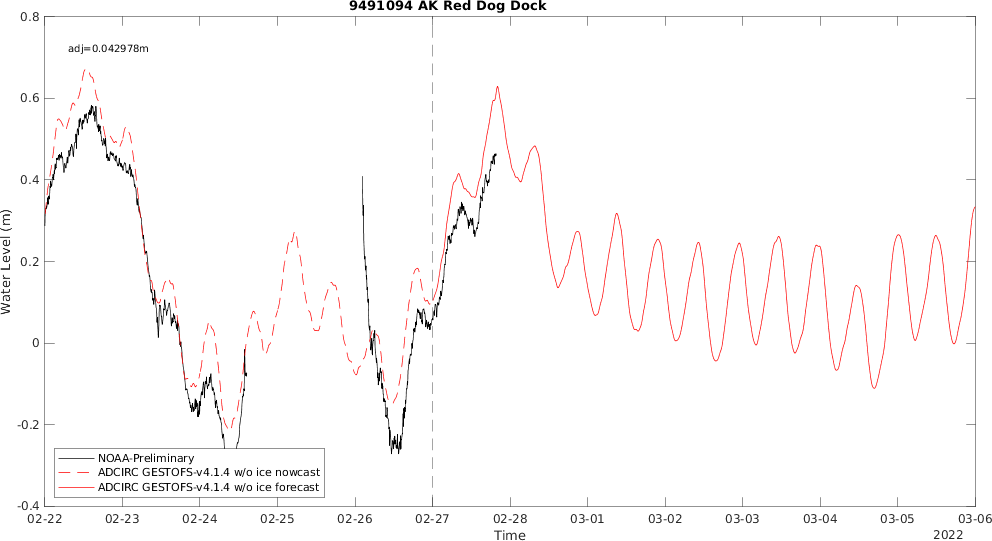 9491094 AK Red Dog Dock
adj=0.042978m
0.8
0.6
0.4
0.2
0
-0.2
-0.4
Water Level (m)
NOAA-Preliminary
ADCIRC GESTOFS-v4.1.4 w/o ice nowcast
ADCIRC GESTOFS-v4.1.4 w/o ice forecast
02-22 02-23 02-24 02-25 02-26 02-27 02-28 03-01 03-02 03-03 03-04 03-05 03-06
Time
2022